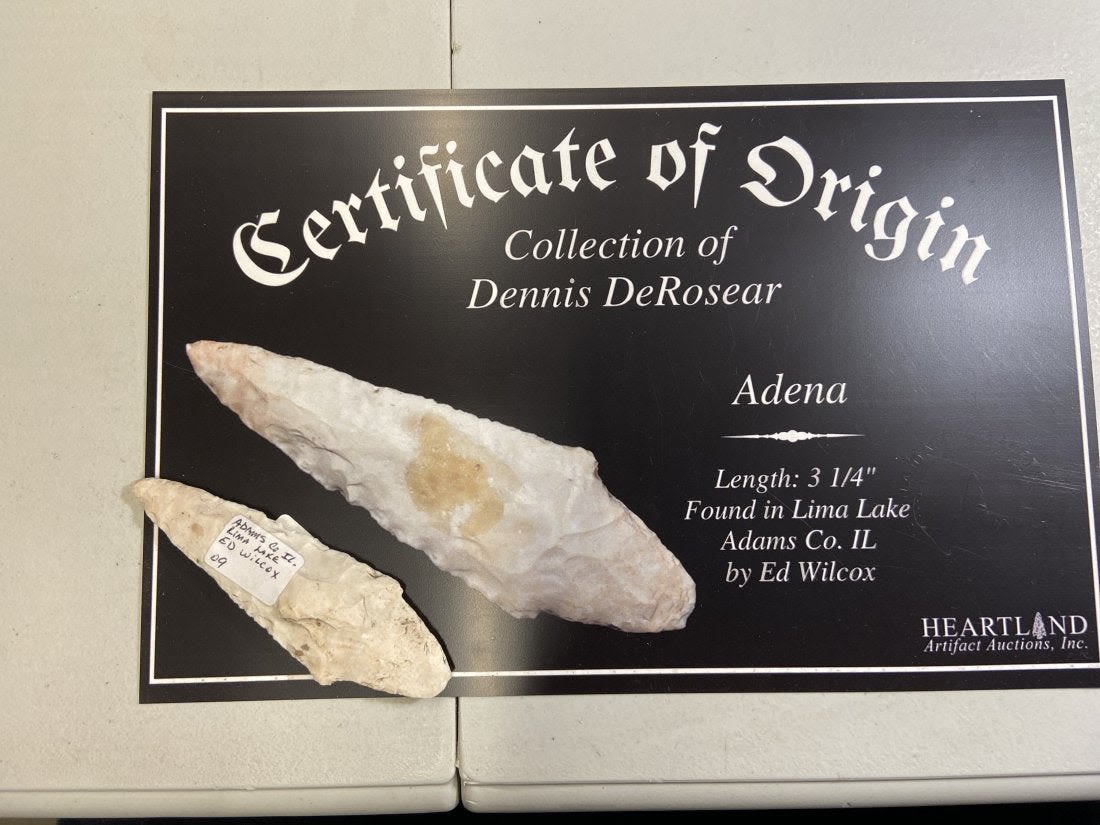 Certificate of Origin
Collection of
Dennis DeRosear
Adena
Length: 3 1/4"
Found in Lima Lake
Adams Co. IL
by Ed Wilcox
HEARTLAND
Artifact Auctions, Inc.
ADAMS Co IL.
LIMA LAKE
ED WILCOX
09